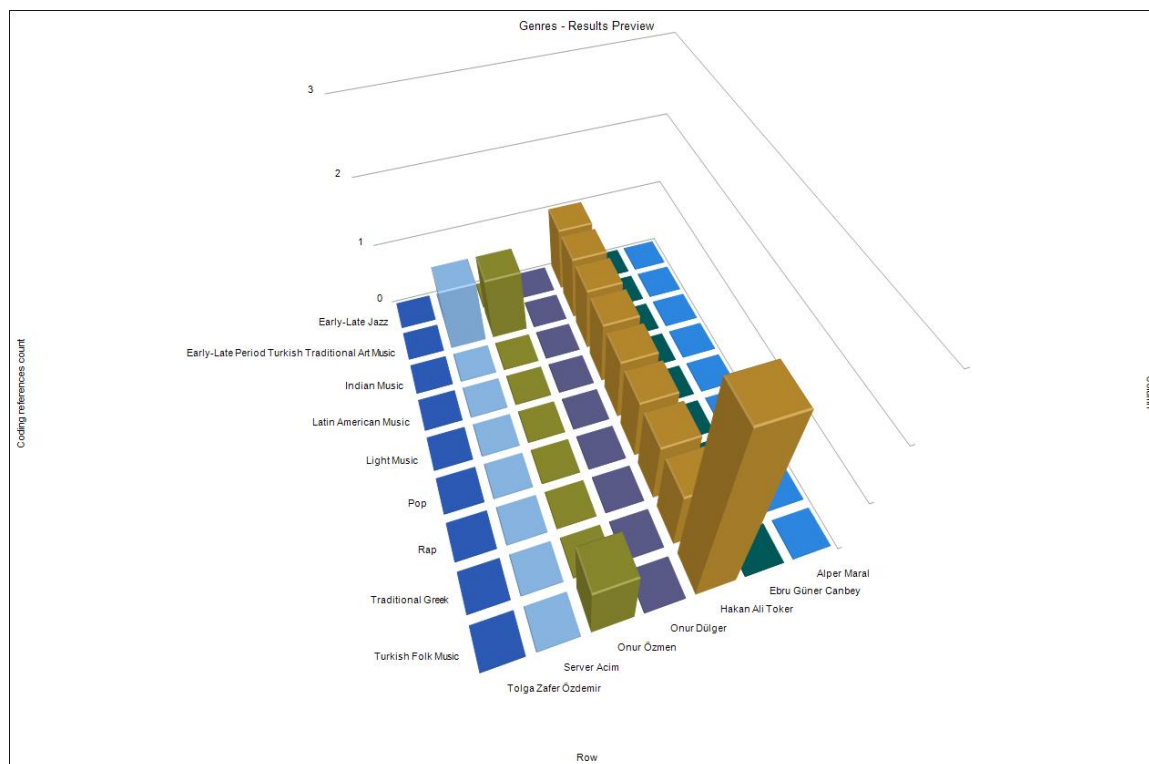 Genres - Results Preview
3
2
1
0
Coding references count
Early-Late Jazz
Early-Late Period Turkish Traditional Art Music
Indian Music
Latin American Music
Light Music
Pop
Rap
Traditional Greek
Turkish Folk Music
Alper Maral
Ebru Güner Canbey
Hakan Ali Toker
Onur Dülger
Onur Özmen
Server Acim
Tolga Zafer Özdemir
Row